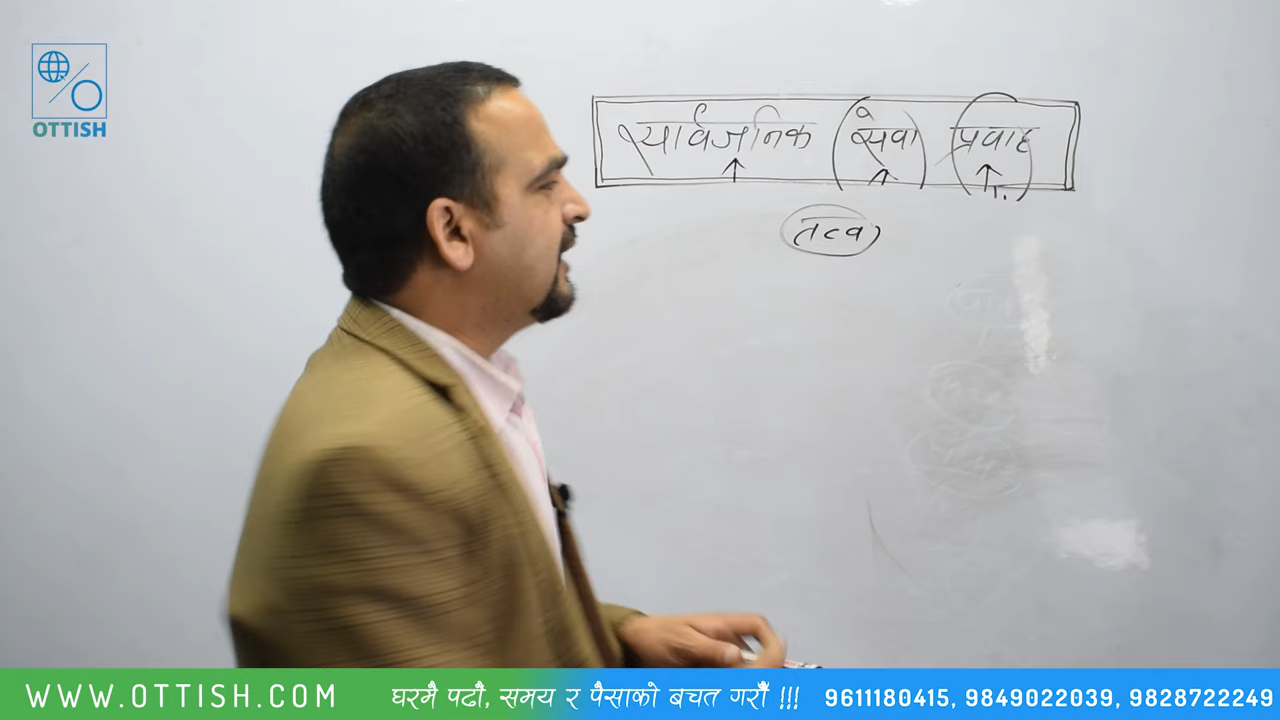 OTTISH
सार्वजनिक सेवा प्रवाह
तत्व
WWW.OTTISH.COM
घरमै पढौं, समय र पैसाको बचत गरौं !!!
9611180415, 9849022039, 9828722249